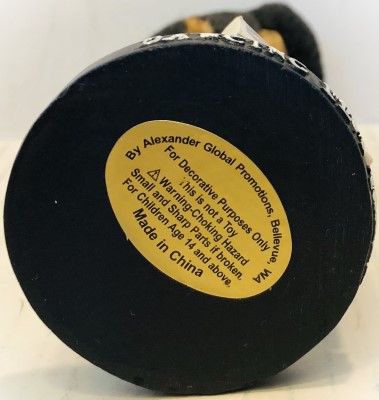 By Alexander Global Promotions, Bellevue, WA
For Decorative Purposes Only
This is not a Toy
⚠Warning-Choking Hazard
Small and Sharp Parts if broken.
For Children Age 14 and above.
Made in China